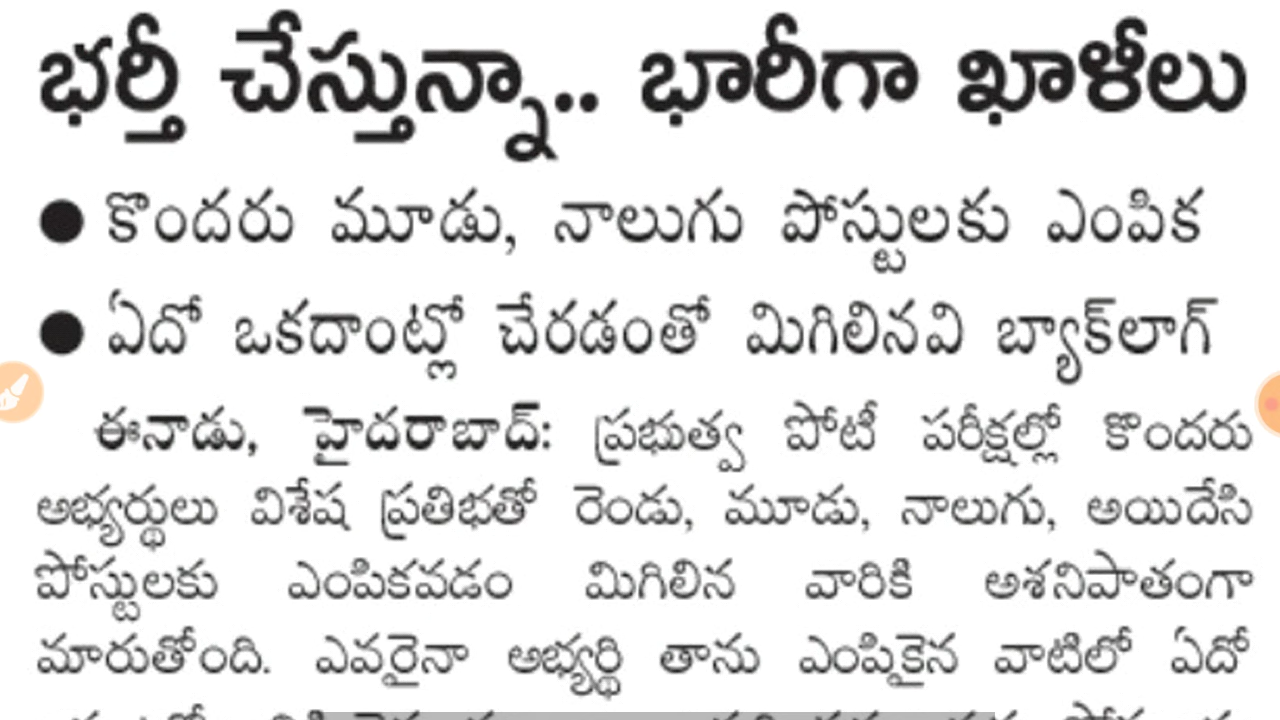 భర్తీ చేస్తున్నా.. భారీగా ఖాళీలు
● కొందరు మూడు, నాలుగు పోస్టులకు ఎంపిక
● ఏదో ఒకదాంట్లో చేరడంతో మిగిలినవి బ్యాక్‌లాగ్
ఈనాడు, హైదరాబాద్: ప్రభుత్వ పోటీ పరీక్షల్లో కొందరు
అభ్యర్థులు విశేష ప్రతిభతో రెండు, మూడు, నాలుగు, అయిదేసి
పోస్టులకు ఎంపికవడం మిగిలిన వారికి అశనిపాతంగా
మారుతోంది. ఎవరైనా అభ్యర్థి తాను ఎంపికైన వాటిలో ఏదో